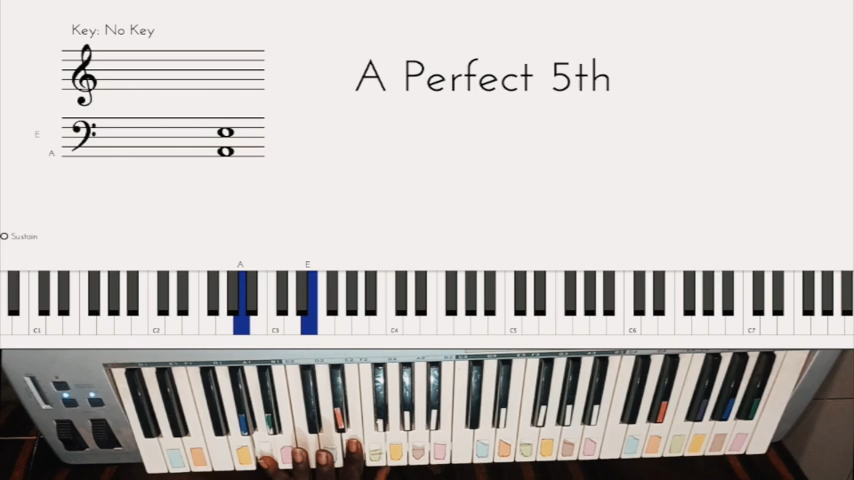 Key: No Key
A Perfect 5th
E
A
Sustain
A E
C1 C2 C3 C4 C5 C6 C7